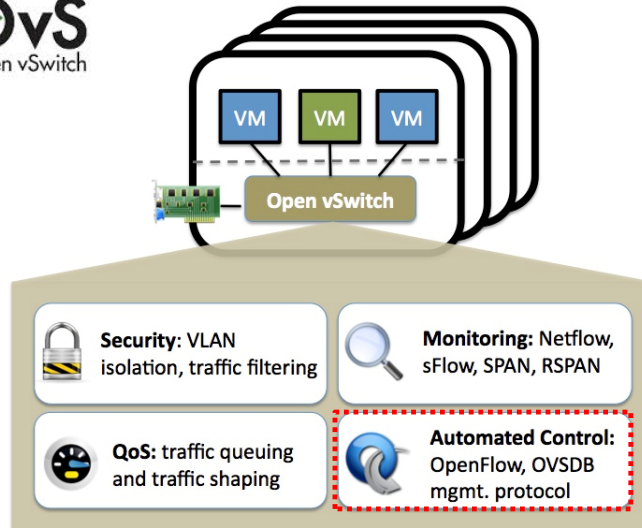 OvS
en vSwitch
VM VM VM
Open vSwitch
Security: VLAN
isolation, traffic filtering
Monitoring: Netflow,
sFlow, SPAN, RSPAN
QoS: traffic queuing
and traffic shaping
Automated Control:
OpenFlow, OVSDB
mgmt. protocol